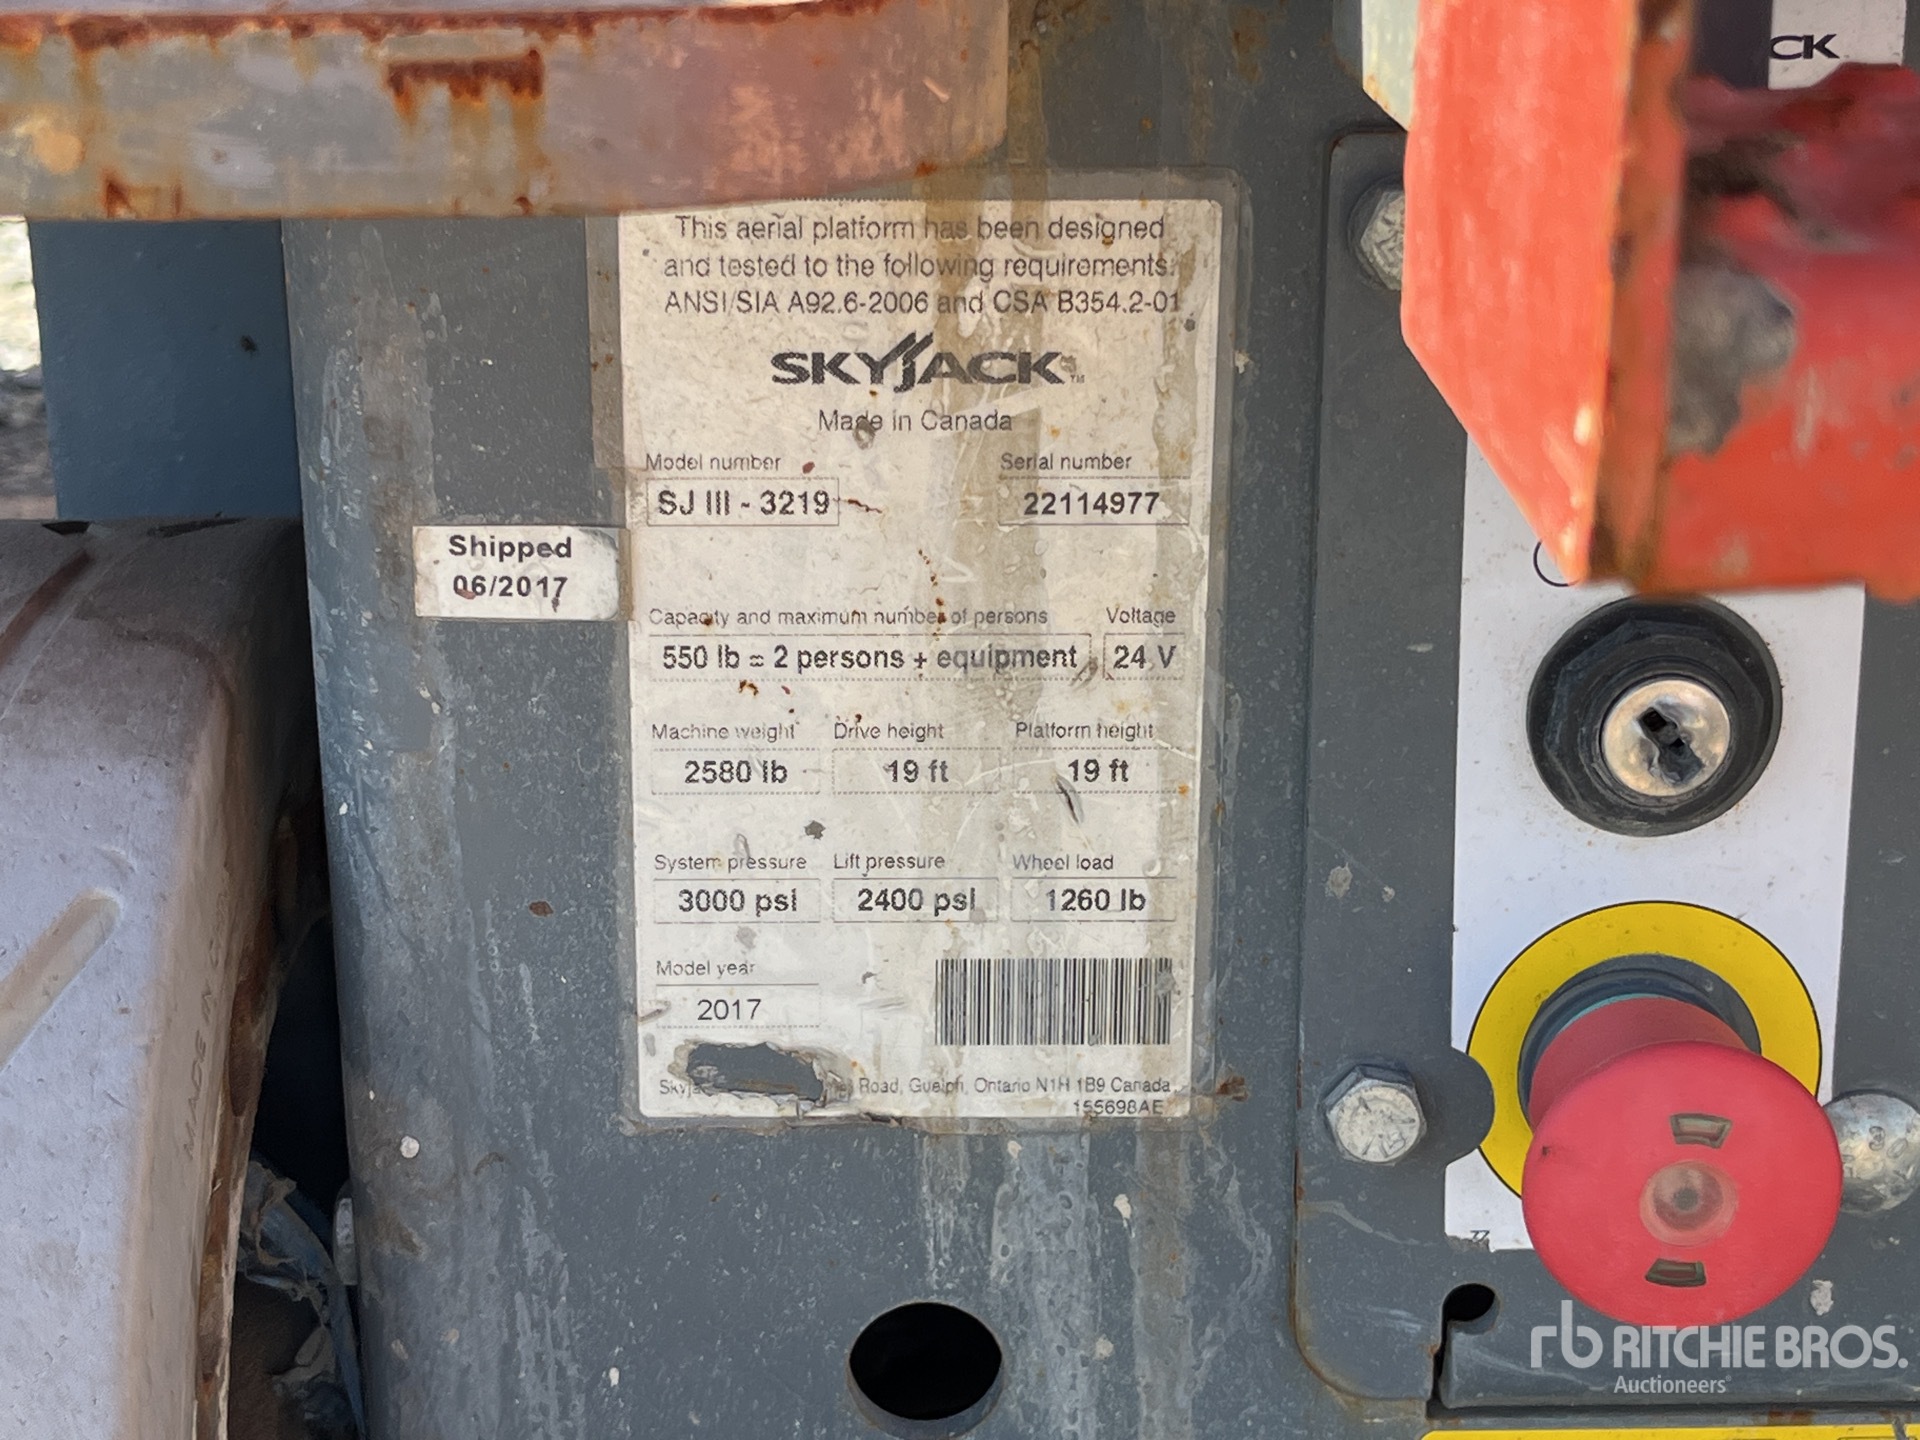 CK
This aerial platform has been designed
and tested to the following requirements:
ANSI/SIA A92.6-2006 and CSA B354.2-01
SKYJACK™
Made in Canada
Model number Serial number
SJ III - 3219 22114977
Shipped
06/2017
Capacity and maximum number of persons Voltage
550 lb = 2 persons + equipment 24 V
Machine weight Drive height Platform height
2580 lb 19 ft 19 ft
System pressure Lift pressure Wheel load
3000 psi 2400 psi 1260 lb
Model year
2017
Road, Guelph, Ontario N1H 1B9 Canada
155698AE
MADE IN
rb RITCHIE BROS.
Auctioneers